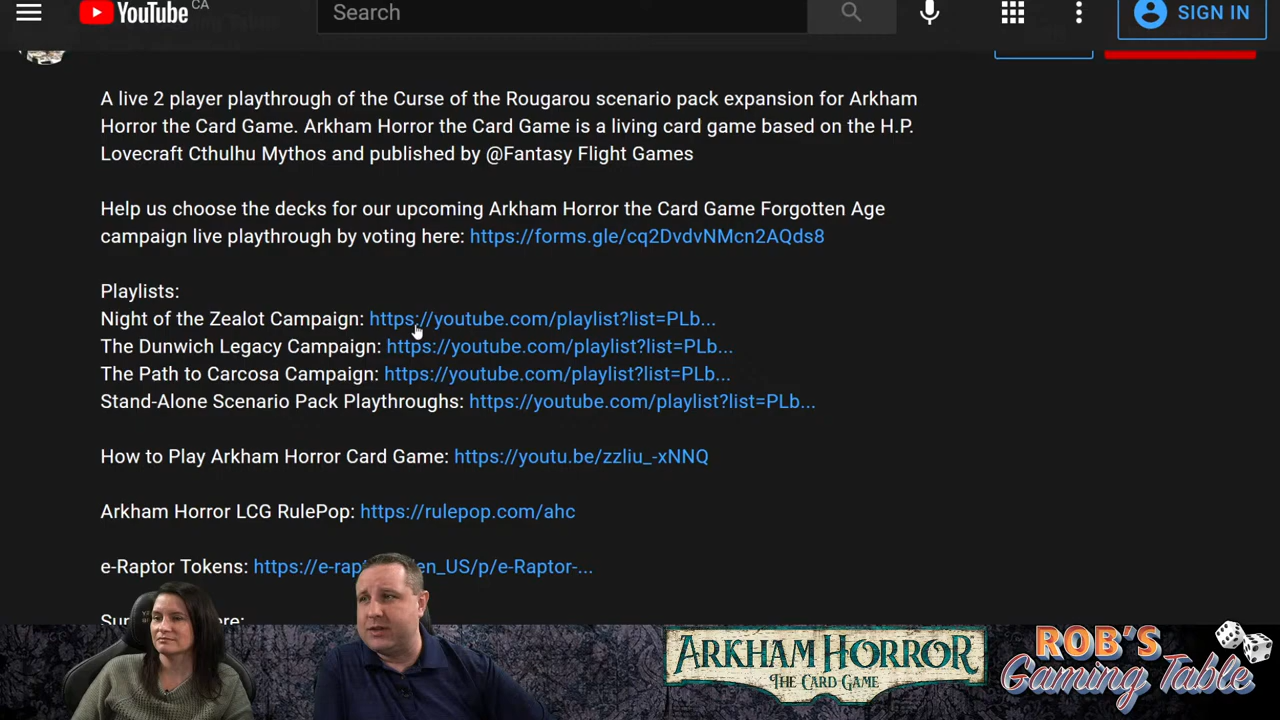 CA
YouTube
Search
SIGN IN
A live 2 player playthrough of the Curse of the Rougarou scenario pack expansion for Arkham
Horror the Card Game. Arkham Horror the Card Game is a living card game based on the H.P.
Lovecraft Cthulhu Mythos and published by @Fantasy Flight Games
Help us choose the decks for our upcoming Arkham Horror the Card Game Forgotten Age
campaign live playthrough by voting here: https://forms.gle/cq2DvdvNMcn2AQds8
Playlists:
Night of the Zealot Campaign: https://youtube.com/playlist?list=PLb...
The Dunwich Legacy Campaign: https://youtube.com/playlist?list=PLb...
The Path to Carcosa Campaign: https://youtube.com/playlist?list=PLb...
Stand-Alone Scenario Pack Playthroughs: https://youtube.com/playlist?list=PLb...
How to Play Arkham Horror Card Game: https://youtu.be/zzliu_-xNNQ
Arkham Horror LCG RulePop: https://rulepop.com/ahc
e-Raptor Tokens: https://e-rap en_US/p/e-Raptor-...
ARKHAM HORROR
THE CARD GAME
ROB'S
Gaming Table